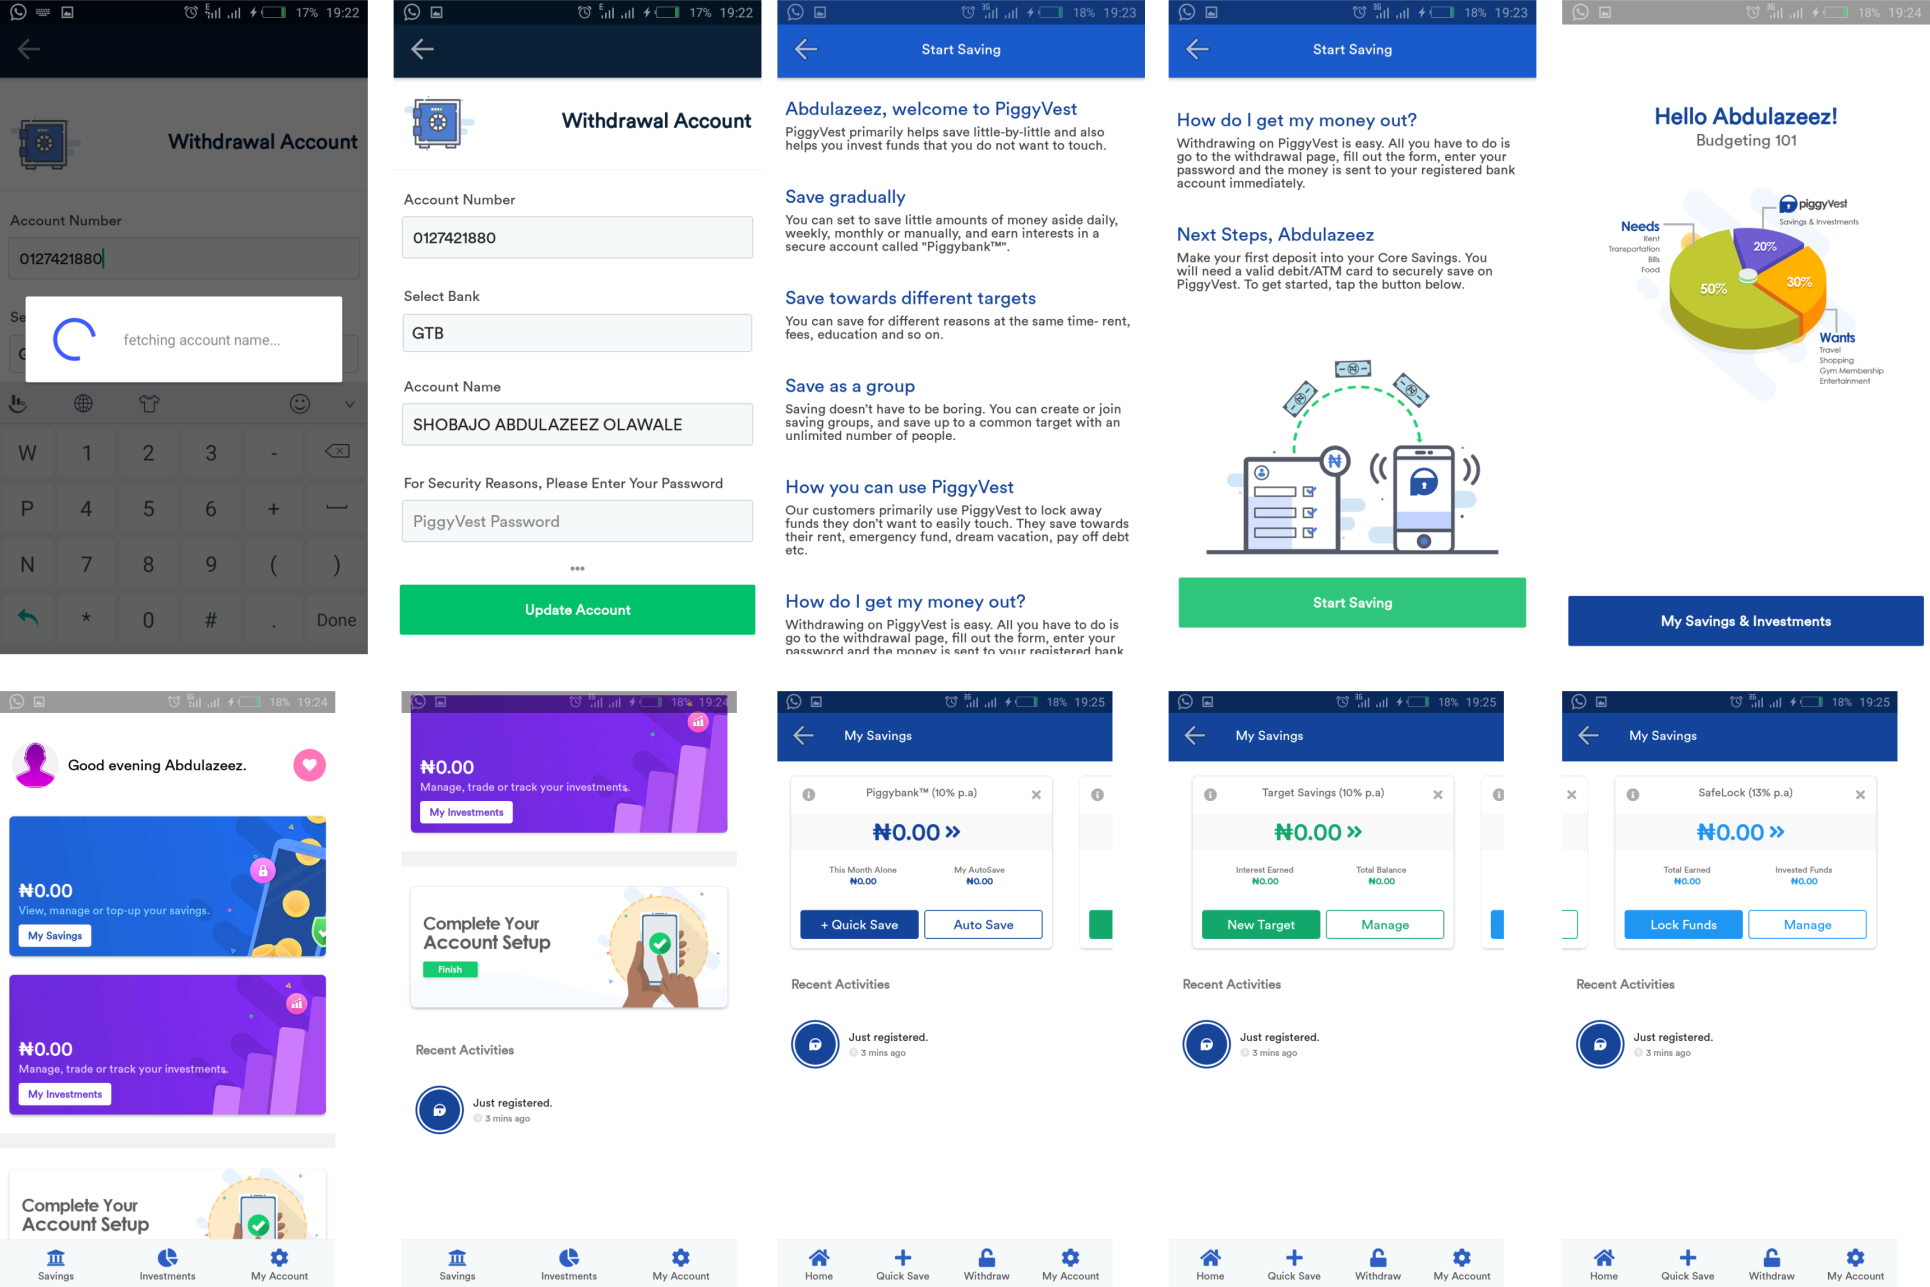 17% 19:22
Withdrawal Account
Account Number
0127421880
Se
G
fetching account name...
W 1 2 3 -
P 4 5 6 +
N 7 8 9 ( )
* 0 # . Done
E 17% 19:22
Withdrawal Account
Account Number
0127421880
Select Bank
GTB
Account Name
SHOBAJO ABDULAZEEZ OLAWALE
For Security Reasons, Please Enter Your Password
PiggyVest Password
•••
Update Account
3G 18% 19:23
Start Saving
Abdulazeez, welcome to PiggyVest
PiggyVest primarily helps save little-by-little and also
helps you invest funds that you do not want to touch.
Save gradually
You can set to save little amounts of money aside daily,
weekly, monthly or manually, and earn interests in a
secure account called "Piggybank™".
Save towards different targets
You can save for different reasons at the same time- rent,
fees, education and so on.
Save as a group
Saving doesn't have to be boring. You can create or join
saving groups, and save up to a common target with an
unlimited number of people.
How you can use PiggyVest
Our customers primarily use PiggyVest to lock away
funds they don't want to easily touch. They save towards
their rent, emergency fund, dream vacation, pay off debt
etc.
How do I get my money out?
Withdrawing on PiggyVest is easy. All you have to do is
go to the withdrawal page, fill out the form, enter your
password and the money is sent to your registered bank
3G 18% 19:23
Start Saving
How do I get my money out?
Withdrawing on PiggyVest is easy. All you have to do is
go to the withdrawal page, fill out the form, enter your
password and the money is sent to your registered bank
account immediately.
Next Steps, Abdulazeez
Make your first deposit into your Core Savings. You
will need a valid debit/ATM card to securely save on
PiggyVest. To get started, tap the button below.
₦
Start Saving
3G 18% 19:24
Hello Abdulazeez!
Budgeting 101
piggyVest
Savings & Investments
Needs
Rent
Transportation
Bills
Food
20%
30%
50%
Wants
Travel
Shopping
Gym Membership
Entertainment
My Savings & Investments
3G 18% 19:24
Good evening Abdulazeez.
₦0.00
View, manage or top-up your savings.
My Savings
₦0.00
Manage, trade or track your investments.
My Investments
Complete Your
Account Setup
Savings Investments My Account
3G 18% 19:24
₦0.00
Manage, trade or track your investments.
My Investments
Complete Your
Account Setup
Finish
Recent Activities
Just registered.
3 mins ago
Savings Investments My Account
3G 18% 19:25
My Savings
Piggybank™ (10% p.a)
₦0.00 »
This Month Alone My AutoSave
₦0.00 ₦0.00
+ Quick Save Auto Save
Recent Activities
Just registered.
3 mins ago
Home Quick Save Withdraw My Account
3G 18% 19:25
My Savings
Target Savings (10% p.a)
₦0.00 »
Interest Earned Total Balance
₦0.00 ₦0.00
New Target Manage
Recent Activities
Just registered.
3 mins ago
Home Quick Save Withdraw My Account
3G 18% 19:25
My Savings
SafeLock (13% p.a)
₦0.00 »
Total Earned Invested Funds
₦0.00 ₦0.00
Lock Funds Manage
Recent Activities
Just registered.
3 mins ago
Home Quick Save Withdraw My Account